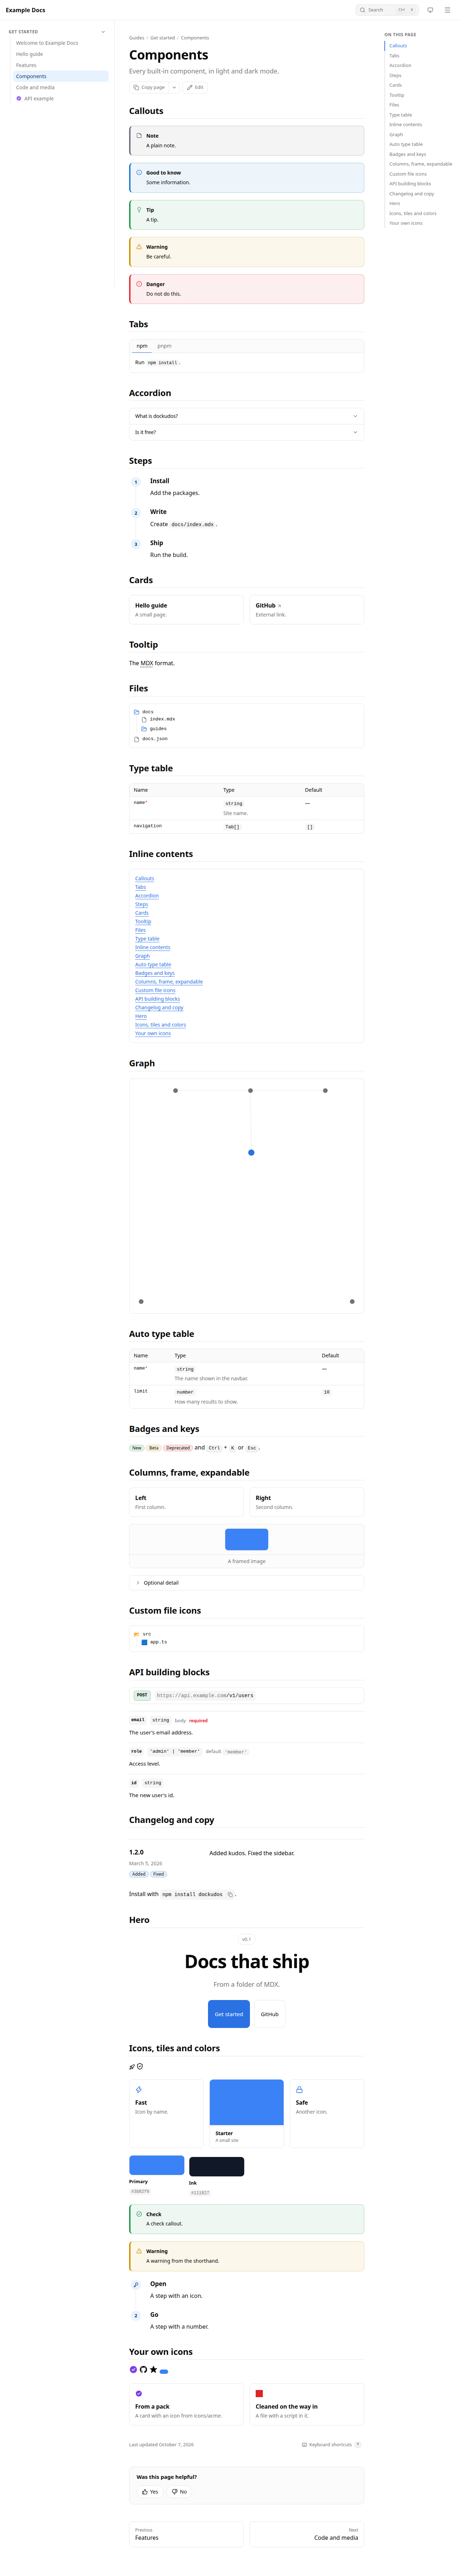 Example Docs
Search
Ctrl K
GET STARTED
Welcome to Example Docs
Hello guide
Features
Components
Code and media
API example
Guides / Get started / Components
Components
Every built-in component, in light and dark mode.
Copy page
Edit
Callouts
Note
A plain note.
Good to know
Some information.
Tip
A tip.
Warning
Be careful.
Danger
Do not do this.
Tabs
npm pnpm
Run npm install.
Accordion
What is dockudos?
Is it free?
Steps
1 Install
Add the packages.
2 Write
Create docs/index.mdx.
3 Ship
Run the build.
Cards
Hello guide
A small page.
GitHub
External link.
Tooltip
The MDX format.
Files
docs
index.mdx
guides
docs.json
Type table
Name Type Default
name* string —
Site name.
navigation Tab[] []
Inline contents
Callouts
Tabs
Accordion
Steps
Cards
Tooltip
Files
Type table
Inline contents
Graph
Auto type table
Badges and keys
Columns, frame, expandable
Custom file icons
API building blocks
Changelog and copy
Hero
Icons, tiles and colors
Your own icons
Graph
Auto type table
Name Type Default
name* string —
The name shown in the navbar.
limit number 10
How many results to show.
Badges and keys
New Beta Deprecated and Ctrl + K or Esc.
Columns, frame, expandable
Left
First column.
Right
Second column.
A framed image
Optional detail
Custom file icons
src
app.ts
API building blocks
POST https://api.example.com/v1/users
email string body required
The user's email address.
role 'admin' | 'member' default 'member'
Access level.
id string
The new user's id.
Changelog and copy
1.2.0
March 5, 2026
Added Fixed
Added kudos. Fixed the sidebar.
Install with npm install dockudos.
Hero
v0.1
Docs that ship
From a folder of MDX.
Get started
GitHub
Icons, tiles and colors
Fast
Icon by name.
Starter
A small site
Safe
Another icon.
Primary
#3b82f6
Ink
#111827
Check
A check callout.
Warning
A warning from the shorthand.
Open
A step with an icon.
2 Go
A step with a number.
Your own icons
From a pack
A card with an icon from icons/acme.
Cleaned on the way in
A file with a script in it.
Last updated October 7, 2026
Keyboard shortcuts ?
Was this page helpful?
Yes
No
Previous
Features
Next
Code and media
ON THIS PAGE
Callouts
Tabs
Accordion
Steps
Cards
Tooltip
Files
Type table
Inline contents
Graph
Auto type table
Badges and keys
Columns, frame, expandable
Custom file icons
API building blocks
Changelog and copy
Hero
Icons, tiles and colors
Your own icons